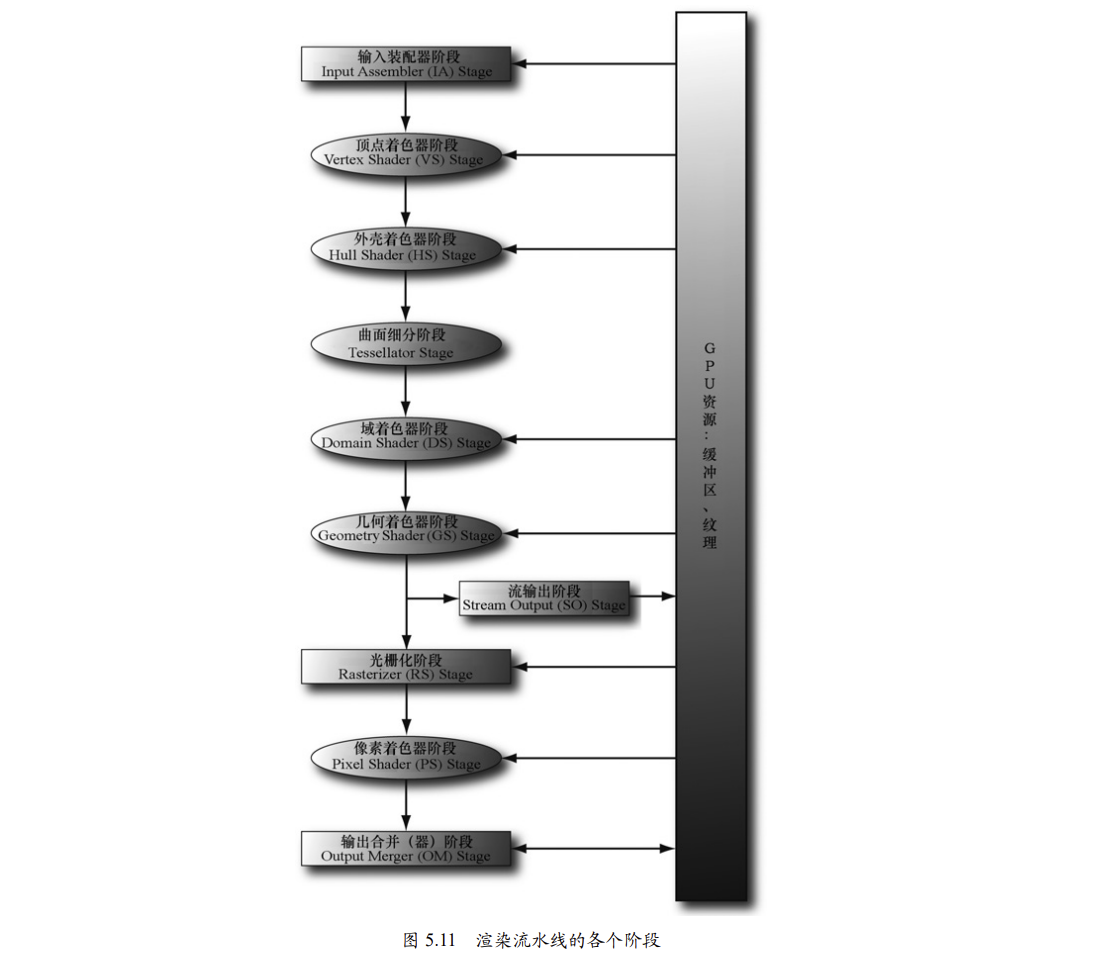 输入装配器阶段
Input Assembler (IA) Stage
顶点着色器阶段
Vertex Shader (VS) Stage
外壳着色器阶段
Hull Shader (HS) Stage
曲面细分阶段
Tessellator Stage
域着色器阶段
Domain Shader (DS) Stage
几何着色器阶段
Geometry Shader (GS) Stage
流输出阶段
Stream Output (SO) Stage
光栅化阶段
Rasterizer (RS) Stage
像素着色器阶段
Pixel Shader (PS) Stage
输出合并（器）阶段
Output Merger (OM) Stage
GPU资源：缓冲区、纹理
图 5.11 渲染流水线的各个阶段